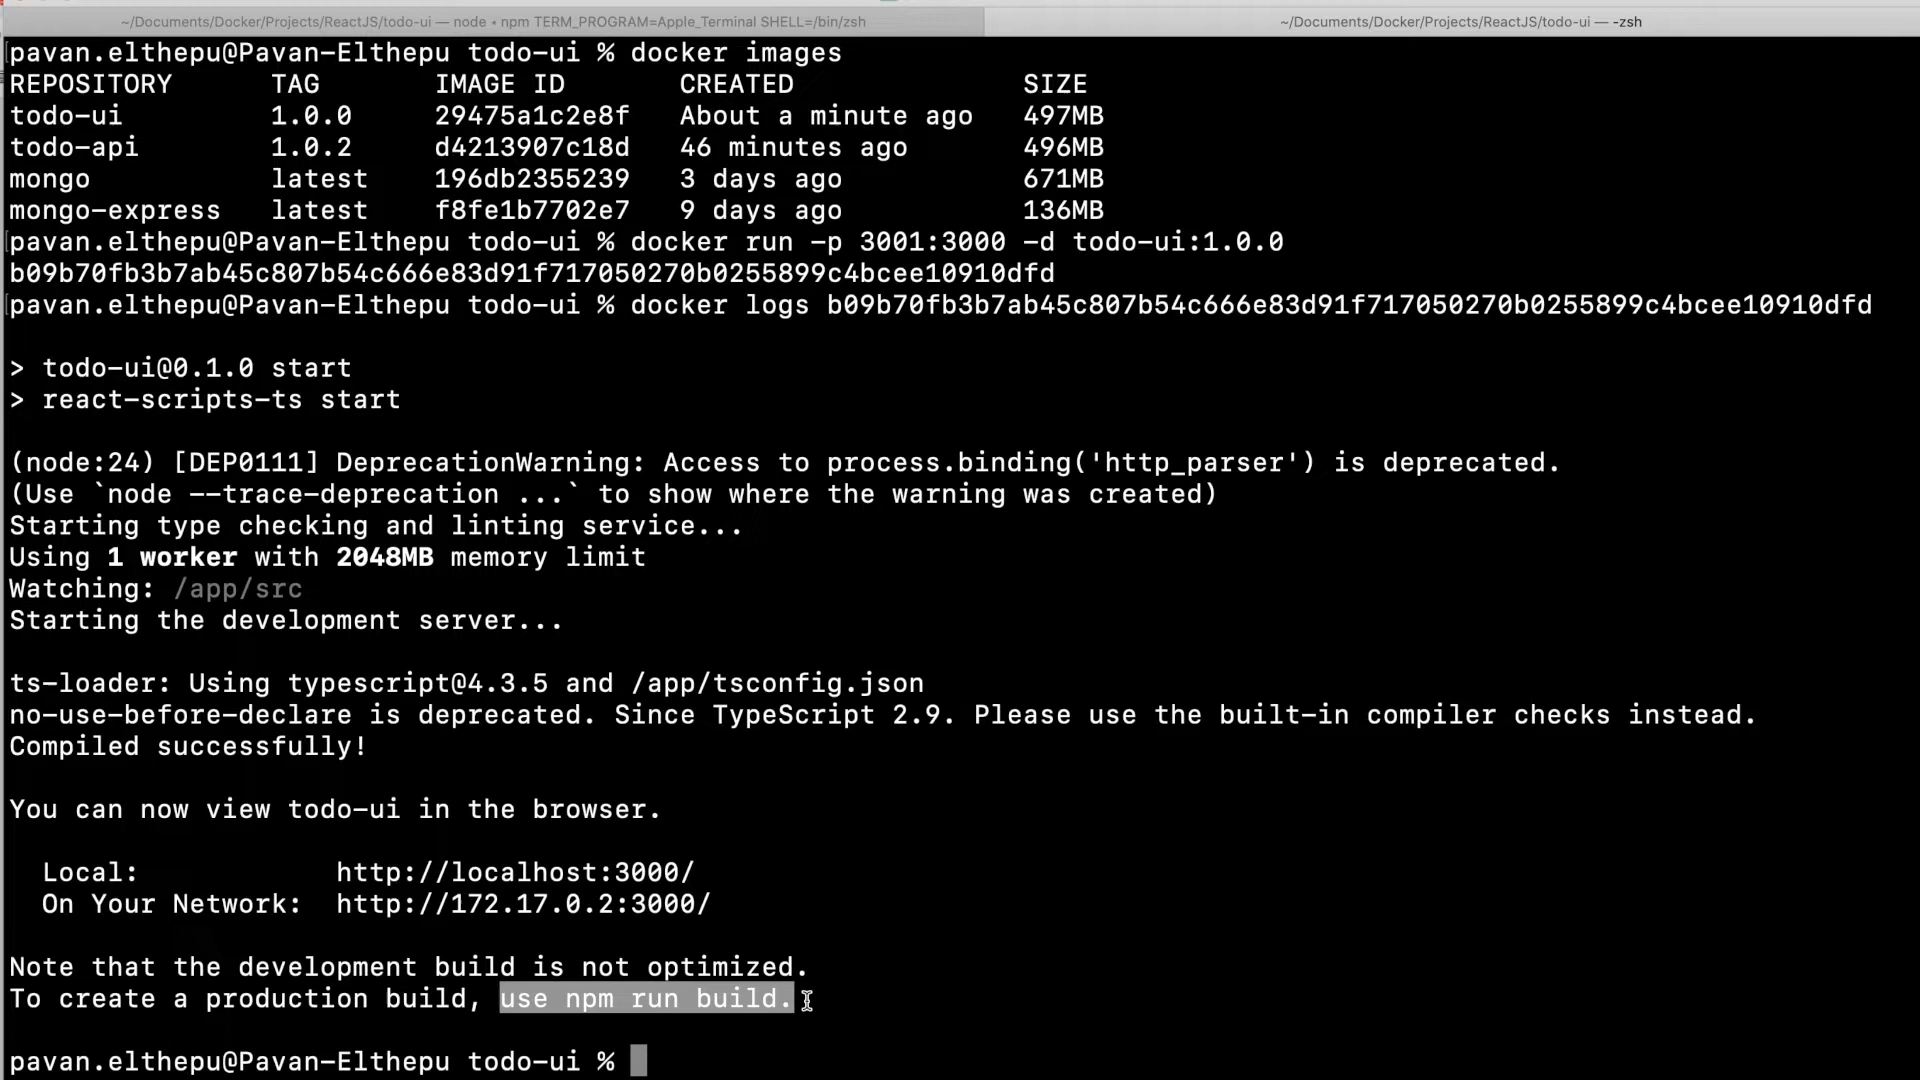 ~/Documents/Docker/Projects/ReactJS/todo-ui — node • npm TERM_PROGRAM=Apple_Terminal SHELL=/bin/zsh
~/Documents/Docker/Projects/ReactJS/todo-ui — -zsh
pavan.elthepu@Pavan-Elthepu todo-ui % docker images
REPOSITORY TAG IMAGE ID CREATED SIZE
todo-ui 1.0.0 29475a1c2e8f About a minute ago 497MB
todo-api 1.0.2 d4213907c18d 46 minutes ago 496MB
mongo latest 196db2355239 3 days ago 671MB
mongo-express latest f8fe1b7702e7 9 days ago 136MB
pavan.elthepu@Pavan-Elthepu todo-ui % docker run -p 3001:3000 -d todo-ui:1.0.0
b09b70fb3b7ab45c807b54c666e83d91f717050270b0255899c4bcee10910dfd
pavan.elthepu@Pavan-Elthepu todo-ui % docker logs b09b70fb3b7ab45c807b54c666e83d91f717050270b0255899c4bcee10910dfd
> todo-ui@0.1.0 start
> react-scripts-ts start
(node:24) [DEP0111] DeprecationWarning: Access to process.binding('http_parser') is deprecated.
(Use `node --trace-deprecation ...` to show where the warning was created)
Starting type checking and linting service...
Using 1 worker with 2048MB memory limit
Watching: /app/src
Starting the development server...
ts-loader: Using typescript@4.3.5 and /app/tsconfig.json
no-use-before-declare is deprecated. Since TypeScript 2.9. Please use the built-in compiler checks instead.
Compiled successfully!
You can now view todo-ui in the browser.
Local: http://localhost:3000/
On Your Network: http://172.17.0.2:3000/
Note that the development build is not optimized.
To create a production build, use npm run build.
pavan.elthepu@Pavan-Elthepu todo-ui %